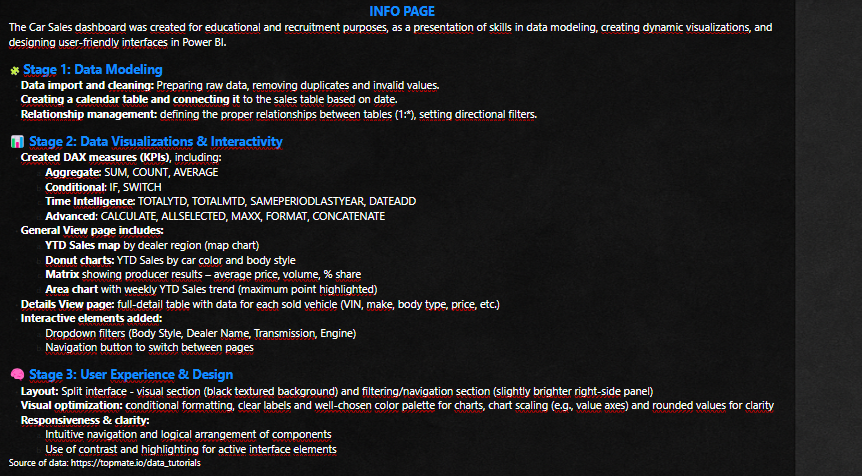 INFO PAGE
The Car Sales dashboard was created for educational and recruitment purposes, as a presentation of skills in data modeling, creating dynamic visualizations, and
designing user-friendly interfaces in Power BI.
Stage 1: Data Modeling
Data import and cleaning: Preparing raw data, removing duplicates and invalid values.
Creating a calendar table and connecting it to the sales table based on date.
Relationship management: defining the proper relationships between tables (1:*), setting directional filters.
Stage 2: Data Visualizations & Interactivity
Created DAX measures (KPIs), including:
Aggregate: SUM, COUNT, AVERAGE
Conditional: IF, SWITCH
Time Intelligence: TOTALYTD, TOTALMTD, SAMEPERIODLASTYEAR, DATEADD
Advanced: CALCULATE, ALLSELECTED, MAXX, FORMAT, CONCATENATE
General View page includes:
YTD Sales map by dealer region (map chart)
Donut charts: YTD Sales by car color and body style
Matrix showing producer results – average price, volume, % share
Area chart with weekly YTD Sales trend (maximum point highlighted)
Details View page: full-detail table with data for each sold vehicle (VIN, make, body type, price, etc.)
Interactive elements added:
Dropdown filters (Body Style, Dealer Name, Transmission, Engine)
Navigation button to switch between pages
Stage 3: User Experience & Design
Layout: Split interface - visual section (black textured background) and filtering/navigation section (slightly brighter right-side panel)
Visual optimization: conditional formatting, clear labels and well-chosen color palette for charts, chart scaling (e.g., value axes) and rounded values for clarity
Responsiveness & clarity:
Intuitive navigation and logical arrangement of components
Use of contrast and highlighting for active interface elements
Source of data: https://topmate.io/data_tutorials